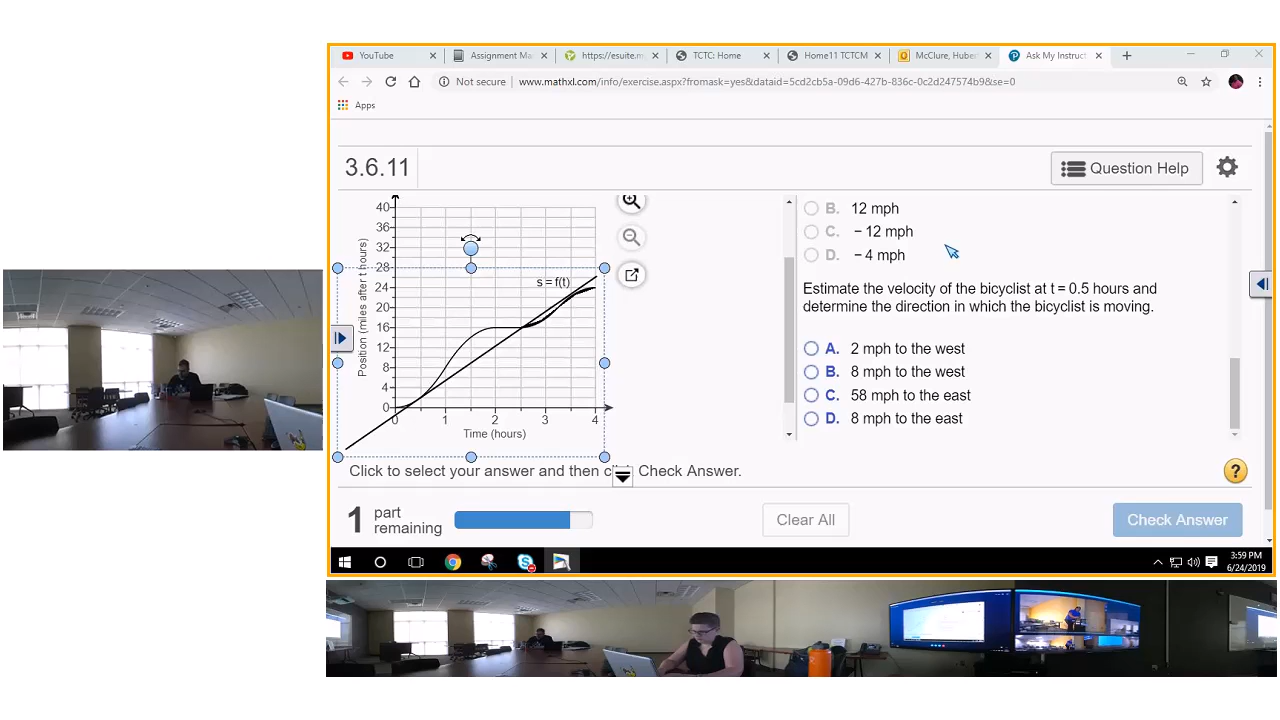 YouTube
Assignment Ma
https://esuite.m
TCTC: Home
Home11 TCTCM
McClure, Huber
Ask My Instruct
Not secure | www.mathxl.com/info/exercise.aspx?fromask=yes&dataid=5cd2cb5a-09d6-427b-836c-0c2d247574b9&se=0
Apps
3.6.11
Question Help
40
36
32
28
24
20
16
12
8
4
0
Position (miles after t hours)
s = f(t)
0 1 2 3 4
Time (hours)
B. 12 mph
C. − 12 mph
D. − 4 mph
Estimate the velocity of the bicyclist at t = 0.5 hours and
determine the direction in which the bicyclist is moving.
A. 2 mph to the west
B. 8 mph to the west
C. 58 mph to the east
D. 8 mph to the east
Click to select your answer and then cli Check Answer.
?
1 part
remaining
Clear All
Check Answer
3:59 PM
6/24/2019